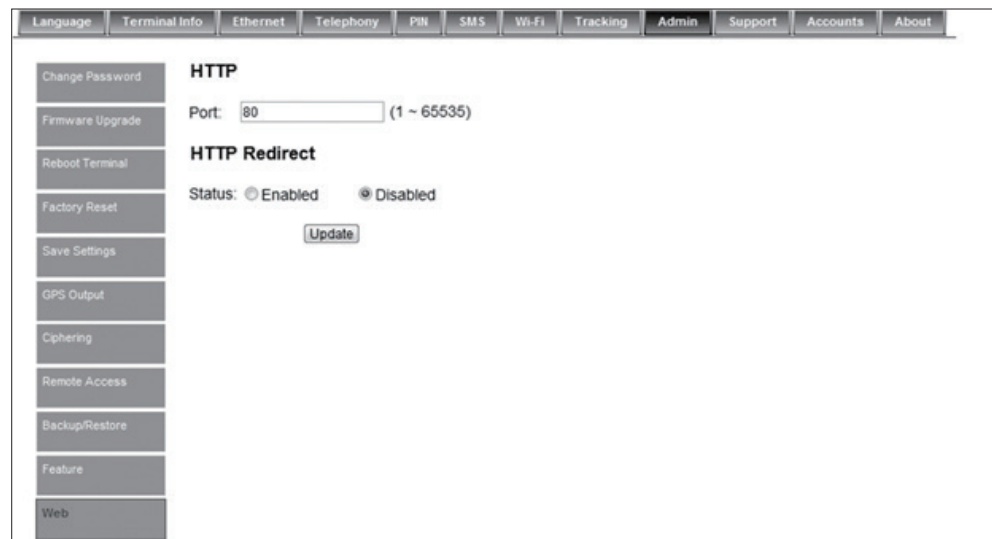 Language Terminal Info Ethernet Telephony PIN SMS Wi-Fi Tracking Admin Support Accounts About
Change Password
Firmware Upgrade
Reboot Terminal
Factory Reset
Save Settings
GPS Output
Ciphering
Remote Access
Backup/Restore
Feature
Web
HTTP
Port: 80 (1 ~ 65535)
HTTP Redirect
Status: Enabled Disabled
Update